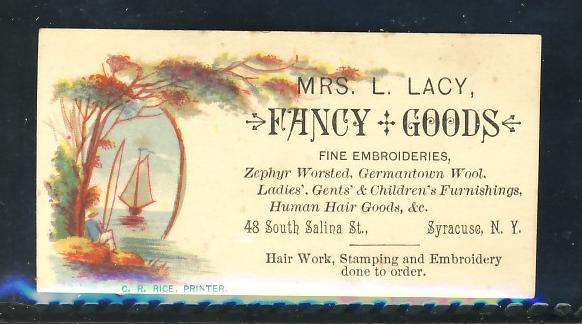 MRS. L. LACY,
FANCY ✣ GOODS
FINE EMBROIDERIES,
Zephyr Worsted, Germantown Wool,
Ladies', Gents' & Children's Furnishings,
Human Hair Goods, &c.
48 South Salina St., Syracuse, N. Y.
Hair Work, Stamping and Embroidery
done to order.
C. R. RICE, PRINTER.